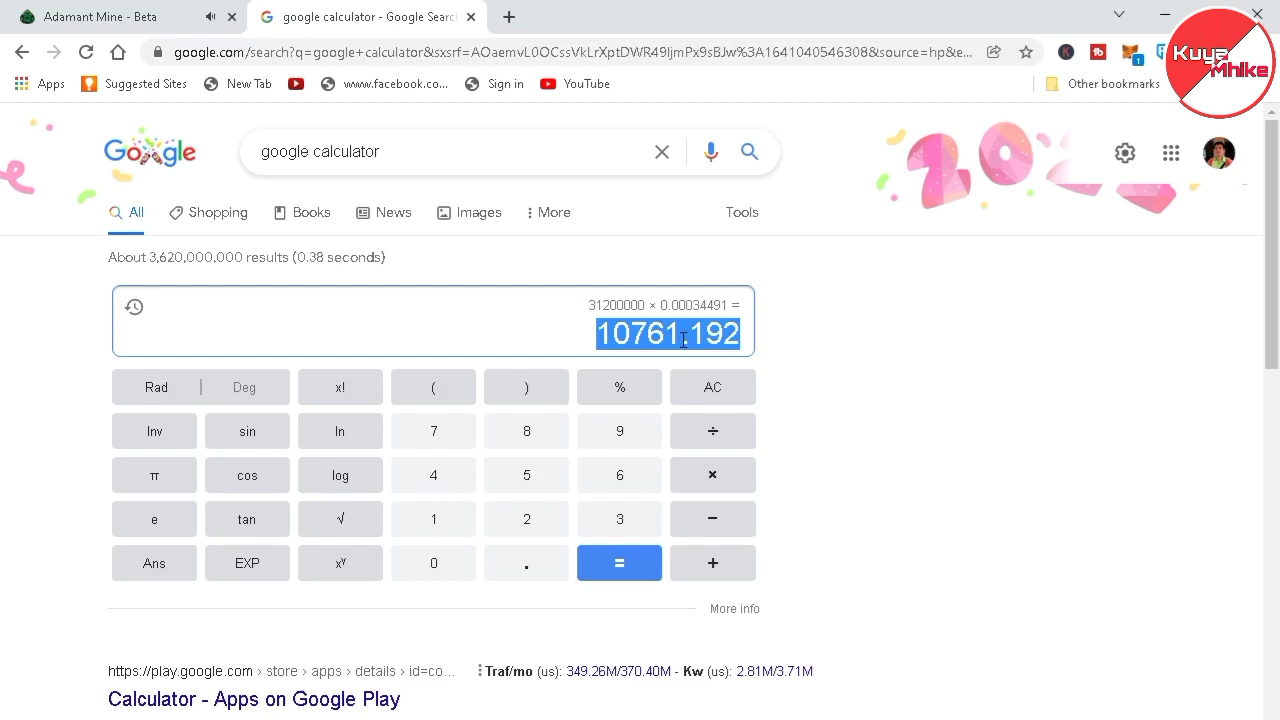 Adamant Mine - Beta
google calculator - Google Searc
google.com/search?q=google+calculator&sxsrf=AOaemvL0OCssVkLrXptDWR49IjmPx9sBJw%3A1641040546308&source=hp&e...
Kuya
Mhike
Apps
Suggested Sites
New Tab
www.facebook.co...
Sign in
YouTube
Other bookmarks
Google
google calculator
All
Shopping
Books
News
Images
More
Tools
About 3,620,000,000 results (0.38 seconds)
31200000 × 0.00034491 =
10761.192
Rad | Deg x! ( ) % AC
Inv sin ln 7 8 9 ÷
π cos log 4 5 6 ×
e tan √ 1 2 3 −
Ans EXP xʸ 0 . = +
More info
https://play.google.com › store › apps › details › id=co...
Traf/mo (us): 349.26M/370.40M - Kw (us): 2.81M/3.71M
Calculator - Apps on Google Play